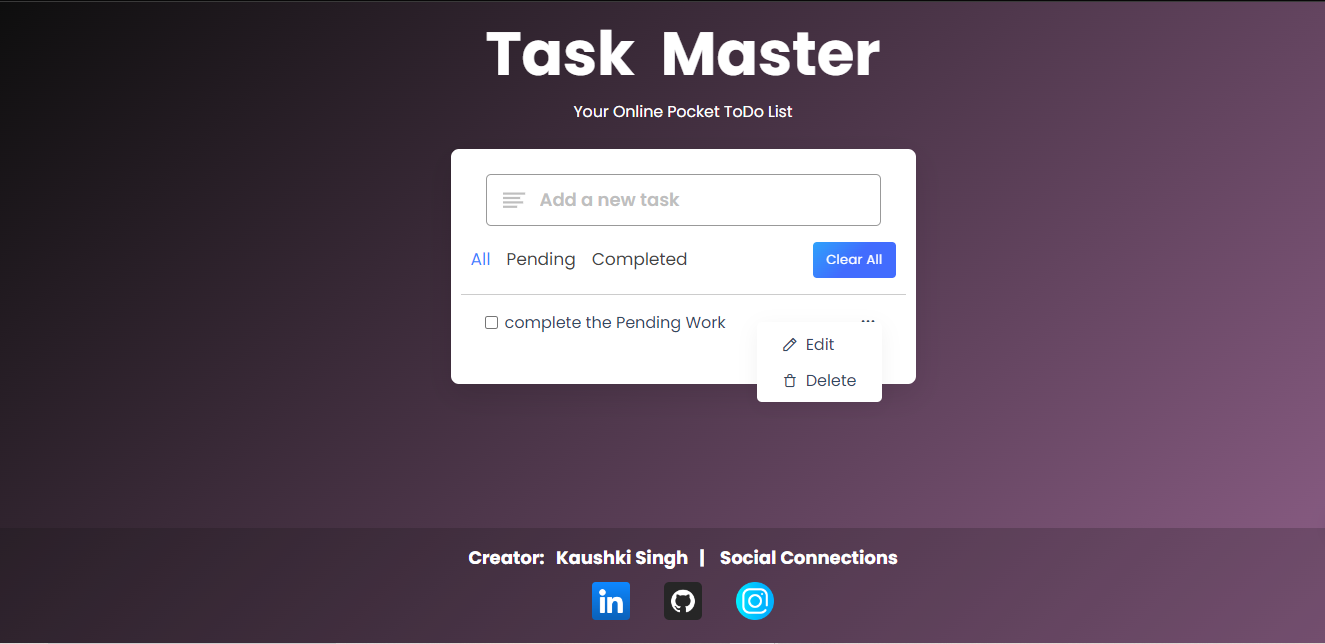 Task Master
Your Online Pocket ToDo List
Add a new task
All Pending Completed Clear All
complete the Pending Work ...
Edit
Delete
Creator: Kaushki Singh | Social Connections
in